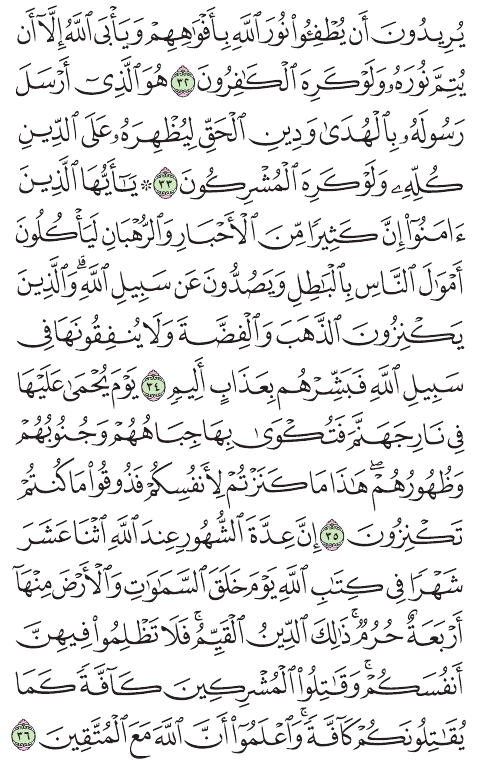 يُرِيدُونَ أَن يُطْفِـُٔوا۟ نُورَ ٱللَّهِ بِأَفْوَٰهِهِمْ وَيَأْبَى ٱللَّهُ إِلَّآ أَن
يُتِمَّ نُورَهُۥ وَلَوْ كَرِهَ ٱلْكَٰفِرُونَ ٣٢ هُوَ ٱلَّذِىٓ أَرْسَلَ
رَسُولَهُۥ بِٱلْهُدَىٰ وَدِينِ ٱلْحَقِّ لِيُظْهِرَهُۥ عَلَى ٱلدِّينِ
كُلِّهِۦ وَلَوْ كَرِهَ ٱلْمُشْرِكُونَ ٣٣ ۞ يَٰٓأَيُّهَا ٱلَّذِينَ
ءَامَنُوٓا۟ إِنَّ كَثِيرًا مِّنَ ٱلْأَحْبَارِ وَٱلرُّهْبَانِ لَيَأْكُلُونَ
أَمْوَٰلَ ٱلنَّاسِ بِٱلْبَٰطِلِ وَيَصُدُّونَ عَن سَبِيلِ ٱللَّهِ ۗ وَٱلَّذِينَ
يَكْنِزُونَ ٱلذَّهَبَ وَٱلْفِضَّةَ وَلَا يُنفِقُونَهَا فِى
سَبِيلِ ٱللَّهِ فَبَشِّرْهُم بِعَذَابٍ أَلِيمٍ ٣٤ يَوْمَ يُحْمَىٰ عَلَيْهَا
فِى نَارِ جَهَنَّمَ فَتُكْوَىٰ بِهَا جِبَاهُهُمْ وَجُنُوبُهُمْ
وَظُهُورُهُمْ ۖ هَٰذَا مَا كَنَزْتُمْ لِأَنفُسِكُمْ فَذُوقُوا۟ مَا كُنتُمْ
تَكْنِزُونَ ٣٥ إِنَّ عِدَّةَ ٱلشُّهُورِ عِندَ ٱللَّهِ ٱثْنَا عَشَرَ
شَهْرًا فِى كِتَٰبِ ٱللَّهِ يَوْمَ خَلَقَ ٱلسَّمَٰوَٰتِ وَٱلْأَرْضَ مِنْهَآ
أَرْبَعَةٌ حُرُمٌ ۚ ذَٰلِكَ ٱلدِّينُ ٱلْقَيِّمُ ۚ فَلَا تَظْلِمُوا۟ فِيهِنَّ
أَنفُسَكُمْ ۚ وَقَٰتِلُوا۟ ٱلْمُشْرِكِينَ كَآفَّةً كَمَا
يُقَٰتِلُونَكُمْ كَآفَّةً ۚ وَٱعْلَمُوٓا۟ أَنَّ ٱللَّهَ مَعَ ٱلْمُتَّقِينَ ٣٦